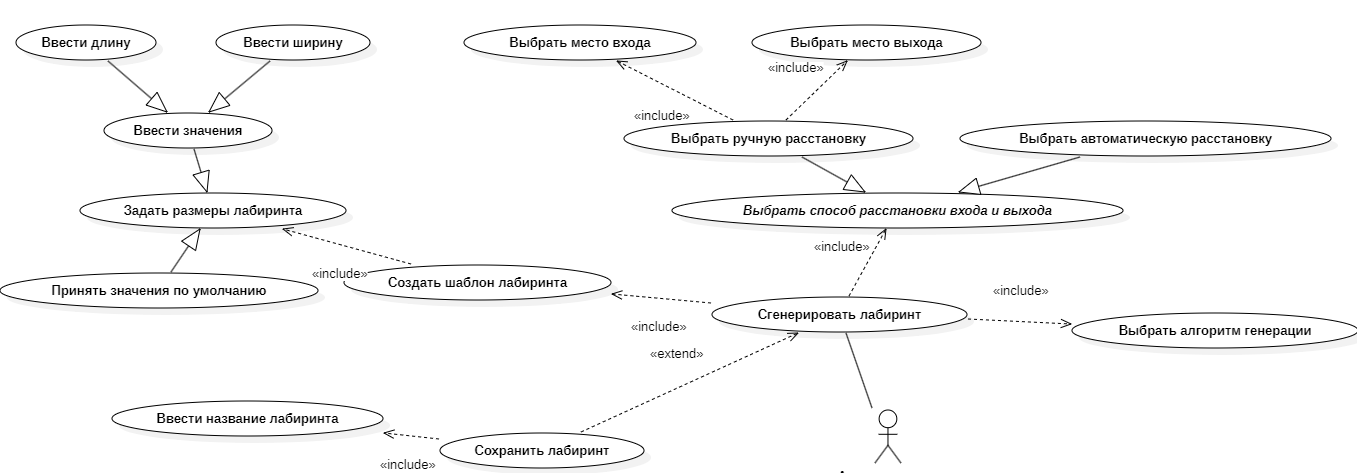 Ввести длину
Ввести ширину
Выбрать место входа
Выбрать место выхода
«include»
«include»
Ввести значения
Выбрать ручную расстановку
Выбрать автоматическую расстановку
Задать размеры лабиринта
Выбрать способ расстановки входа и выхода
«include»
«include»
Создать шаблон лабиринта
Принять значения по умолчанию
«include»
Сгенерировать лабиринт
«include»
Выбрать алгоритм генерации
«extend»
Ввести название лабиринта
Сохранить лабиринт
«include»